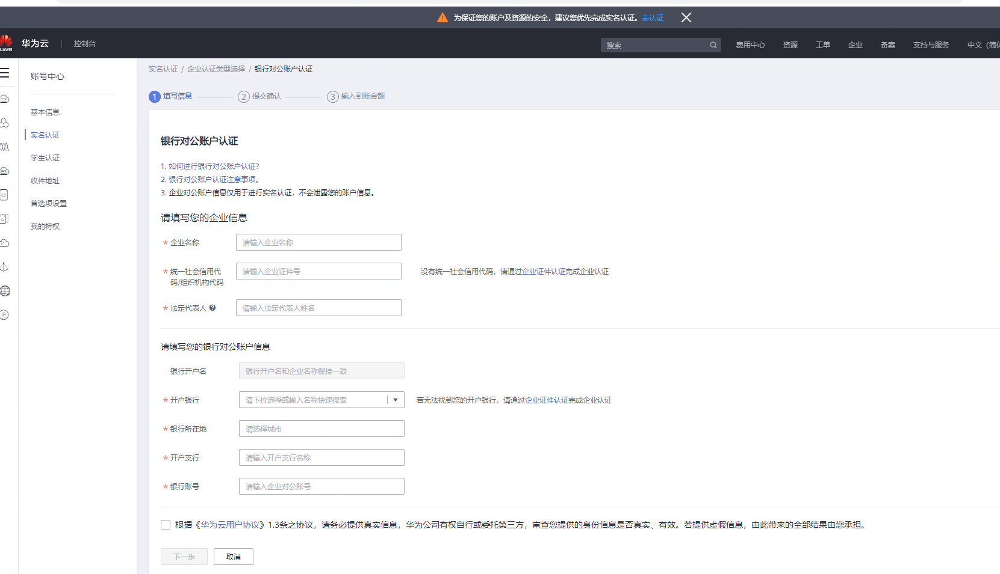 为保证您的账户及资源的安全，建议您优先完成实名认证。去认证
华为云 控制台 搜索 费用中心 资源 工单 企业 备案 支持与服务 中文（简体
UAWEI
账号中心
基本信息
实名认证
学生认证
收件地址
首选项设置
我的特权
实名认证 / 企业认证类型选择 / 银行对公账户认证
1 填写信息 2 提交确认 3 输入到账金额
银行对公账户认证
1. 如何进行银行对公账户认证?
2. 银行对公账户认证注意事项。
3. 企业对公账户信息仅用于进行实名认证，不会泄露您的账户信息。
请填写您的企业信息
* 企业名称 请输入企业名称
* 统一社会信用代
码/组织机构代码 请输入企业证件号 没有统一社会信用代码，请通过企业证件认证完成企业认证
* 法定代表人 ? 请输入法定代表人姓名
请填写您的银行对公账户信息
银行开户名 银行开户名和企业名称保持一致
* 开户银行 请下拉选择或输入名称快速搜索 若无法找到您的开户银行，请通过企业证件认证完成企业认证
* 银行所在地 请选择城市
* 开户支行 请输入开户支行名称
* 银行账号 请输入企业对公账号
根据《华为云用户协议》1.3条之协议，请务必提供真实信息，华为公司有权自行或委托第三方，审查您提供的身份信息是否真实、有效。若提供虚假信息，由此带来的全部结果由您承担。
下一步 取消